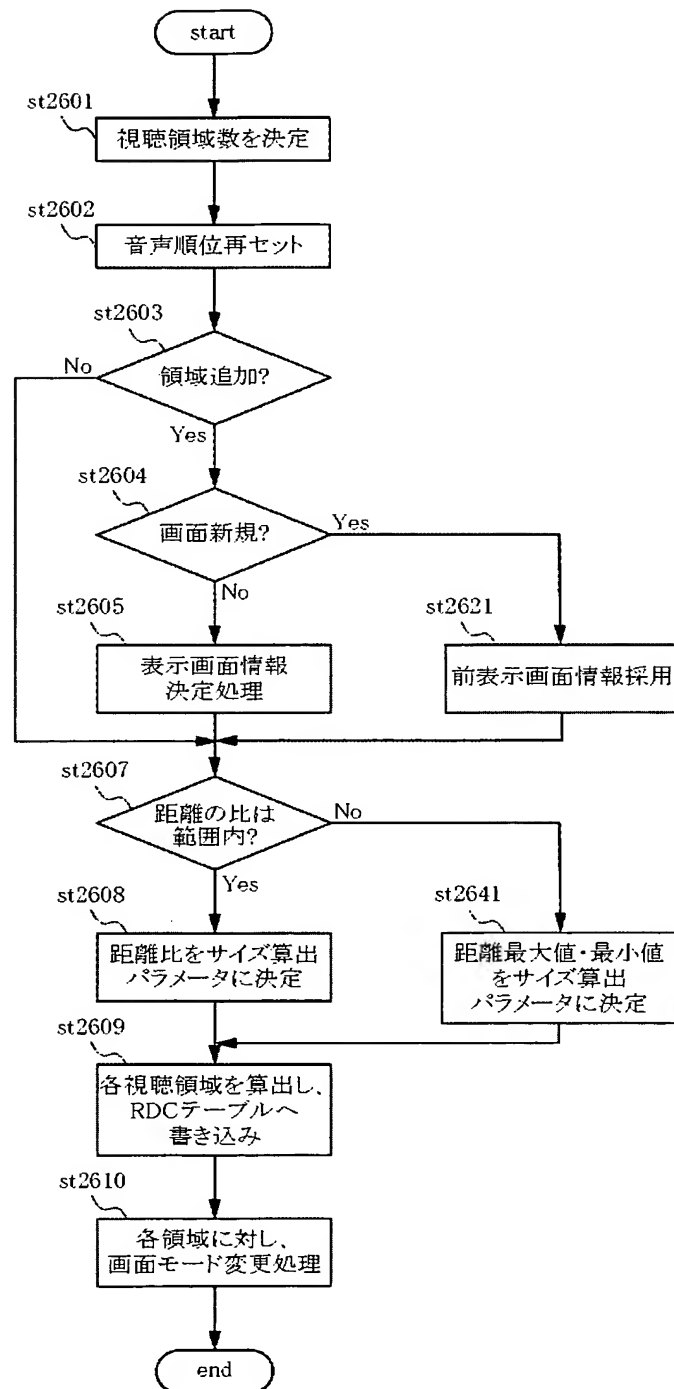 start
st2601
視聴領域数を決定
st2602
音声順位再セット
st2603
No
領域追加?
Yes
st2604
画面新規?
Yes
No
st2605
表示画面情報
決定処理
st2621
前表示画面情報採用
st2607
距離の比は
範囲内?
No
Yes
st2608
距離比をサイズ算出
パラメータに決定
st2641
距離最大値・最小値
をサイズ算出
パラメータに決定
st2609
各視聴領域を算出し、
RDCテーブルへ
書き込み
st2610
各領域に対し、
画面モード変更処理
end